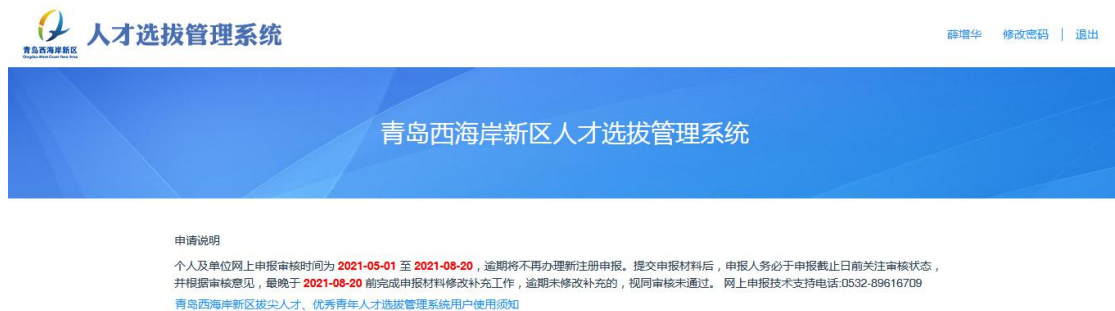 青岛西海岸新区
Qingdao West Coast New Area
人才选拔管理系统
薛增华 修改密码 | 退出
青岛西海岸新区人才选拔管理系统
申请说明
个人及单位网上申报审核时间为 2021-05-01 至 2021-08-20，逾期将不再办理新注册申报。提交申报材料后，申报人务必于申报截止日前关注审核状态，
并根据审核意见，最晚于 2021-08-20 前完成申报材料修改补充工作，逾期未修改补充的，视同审核未通过。 网上申报技术支持电话:0532-89616709
青岛西海岸新区拔尖人才、优秀青年人才选拔管理系统用户使用须知